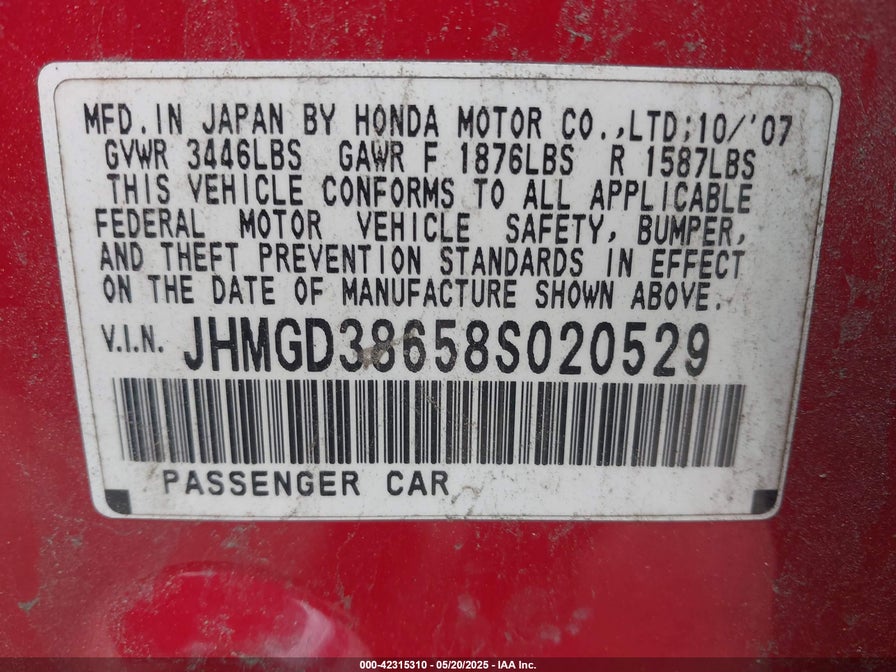 MFD.IN JAPAN BY HONDA MOTOR CO.,LTD;10/'07
GVWR 3446LBS GAWR F 1876LBS R 1587LBS
THIS VEHICLE CONFORMS TO ALL APPLICABLE
FEDERAL MOTOR VEHICLE SAFETY, BUMPER,
AND THEFT PREVENTION STANDARDS IN EFFECT
ON THE DATE OF MANUFACTURE SHOWN ABOVE.
V.I.N. JHMGD38658S020529
PASSENGER CAR
000-42315310 - 05/20/2025 - IAA Inc.